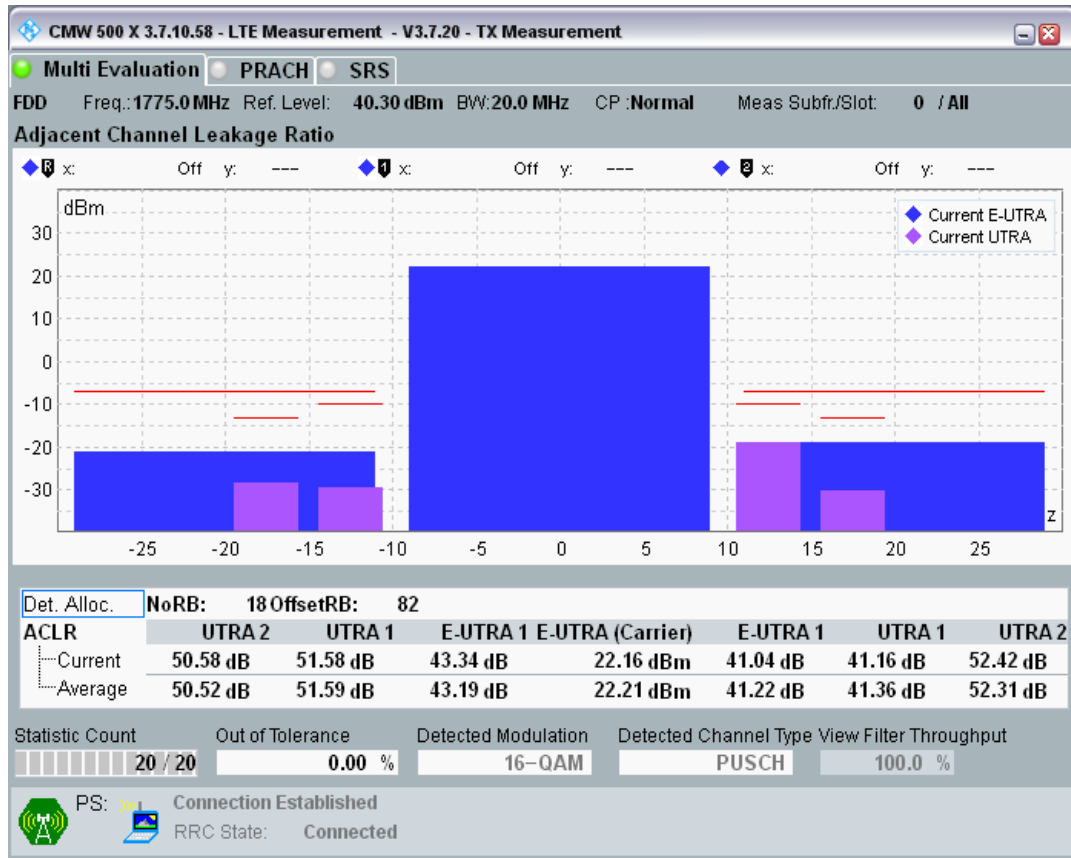 CMW 500 X 3.7.10.58 - LTE Measurement - V3.7.20 - TX Measurement
Multi Evaluation PRACH SRS
FDD Freq.:1775.0 MHz Ref. Level: 40.30 dBm BW:20.0 MHz CP :Normal Meas Subfr./Slot: 0 / All
Adjacent Channel Leakage Ratio
R x: Off y: --- 1 x: Off y: --- 2 x: Off y: ---
dBm
Current E-UTRA
Current UTRA
30
20
10
0
-10
-20
-30
z
-25 -20 -15 -10 -5 0 5 10 15 20 25
Det. Alloc. NoRB: 18 OffsetRB: 82
ACLR UTRA 2 UTRA 1 E-UTRA 1 E-UTRA (Carrier) E-UTRA 1 UTRA 1 UTRA 2
Current 50.58 dB 51.58 dB 43.34 dB 22.16 dBm 41.04 dB 41.16 dB 52.42 dB
Average 50.52 dB 51.59 dB 43.19 dB 22.21 dBm 41.22 dB 41.36 dB 52.31 dB
Statistic Count Out of Tolerance Detected Modulation Detected Channel Type View Filter Throughput
20 / 20 0.00 % 16-QAM PUSCH 100.0 %
PS: Connection Established
RRC State: Connected